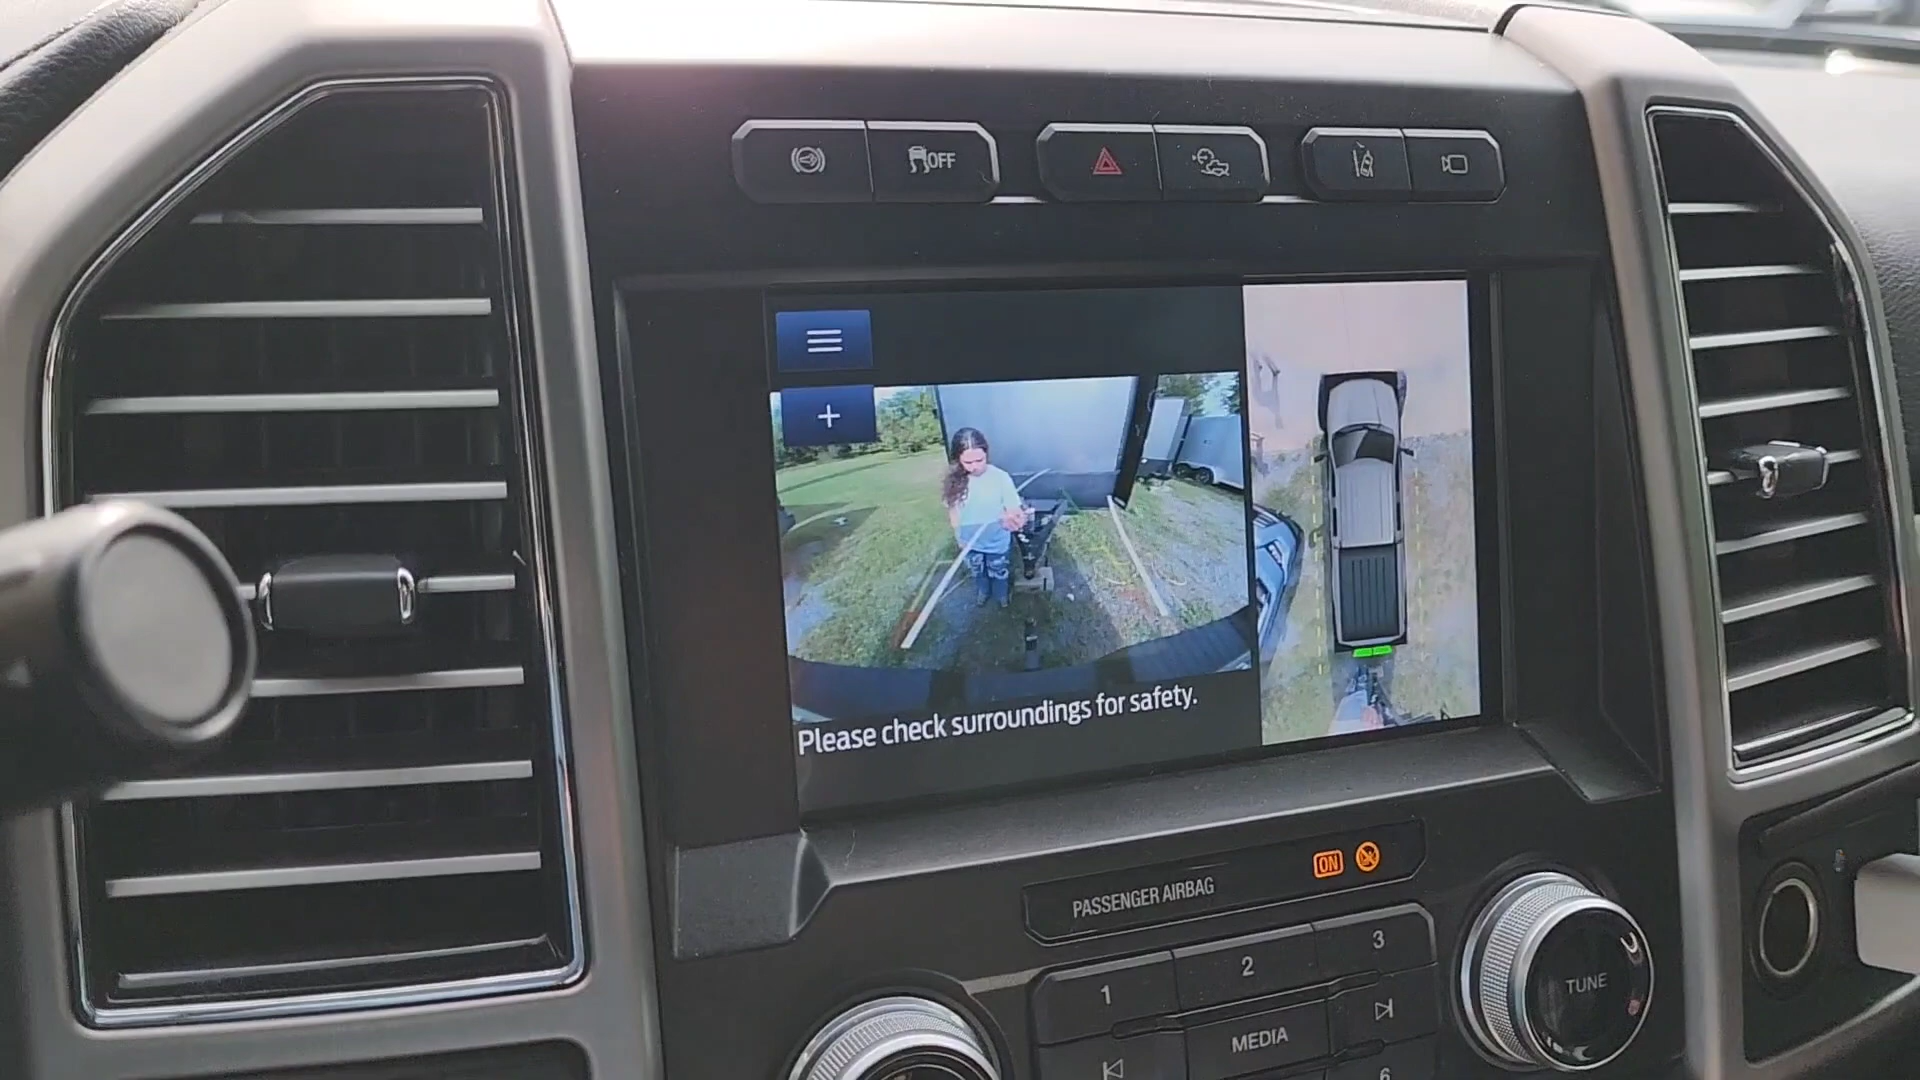 OFF
+
Please check surroundings for safety.
PASSENGER AIRBAG ON
1 2 3
MEDIA
6
TUNE